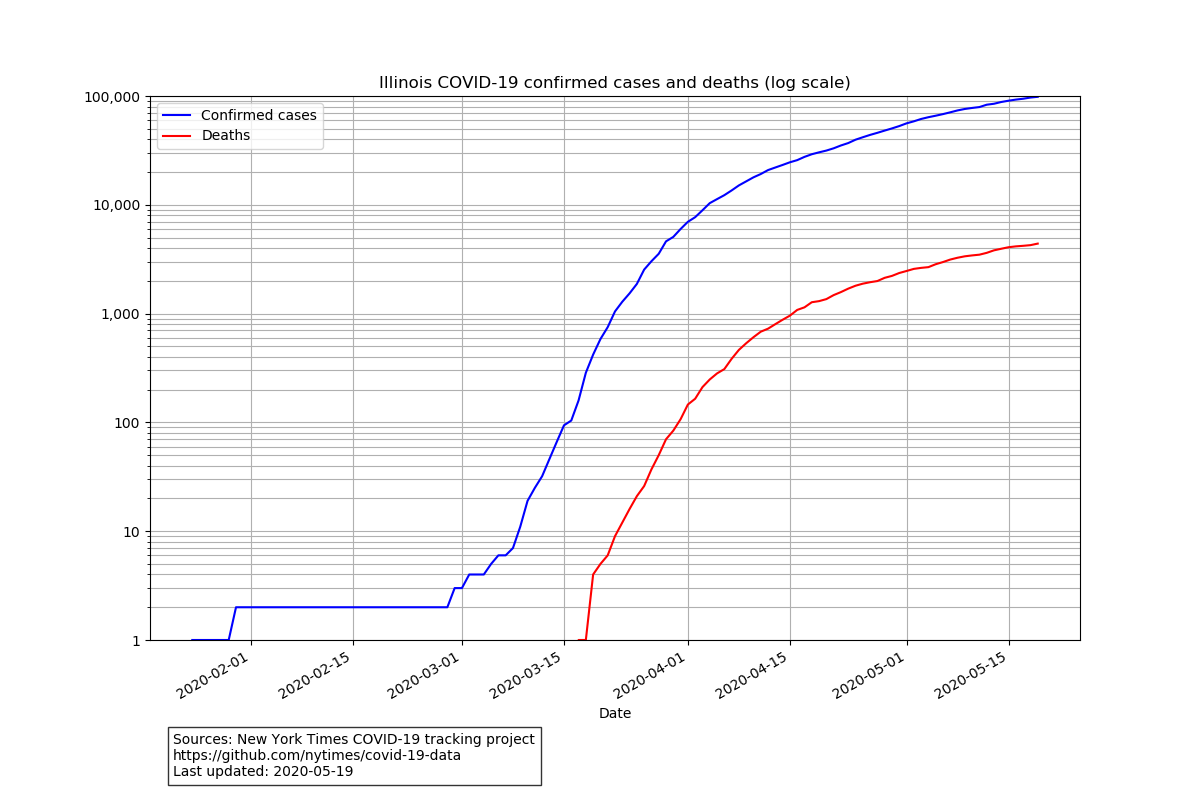 Illinois COVID-19 confirmed cases and deaths (log scale)
100,000
10,000
1,000
100
10
1
Confirmed cases
Deaths
2020-02-01
2020-02-15
2020-03-01
2020-03-15
2020-04-01
2020-04-15
2020-05-01
2020-05-15
Date
Sources: New York Times COVID-19 tracking project
https://github.com/nytimes/covid-19-data
Last updated: 2020-05-19